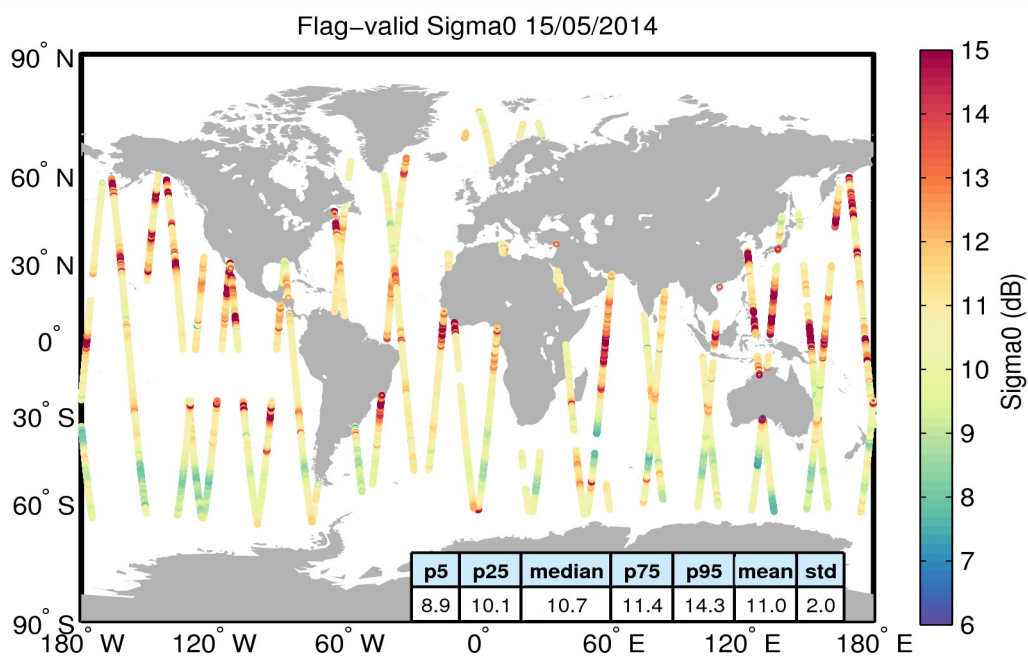 Flag−valid Sigma0 15/05/2014
90° N
60° N
30° N
0°
30° S
60° S
90° S
180° W
120° W
60° W
0°
60° E
120° E
180° E
15
14
13
12
11
10
9
8
7
6
Sigma0 (dB)
p5 p25 median p75 p95 mean std
8.9 10.1 10.7 11.4 14.3 11.0 2.0